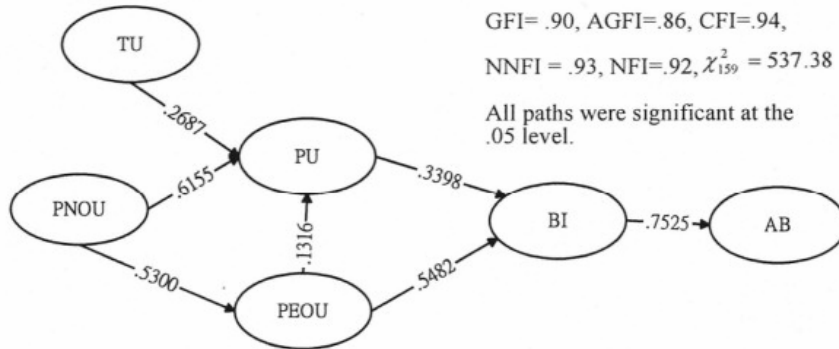 GFI= .90, AGFI=.86, CFI=.94,
NNFI = .93, NFI=.92, χ²₁₅₉ = 537.38
All paths were significant at the
.05 level.
TU
.2687
PU
.6155
.3398
PNOU
BI
.7525
AB
.1316
.5300
.5482
PEOU